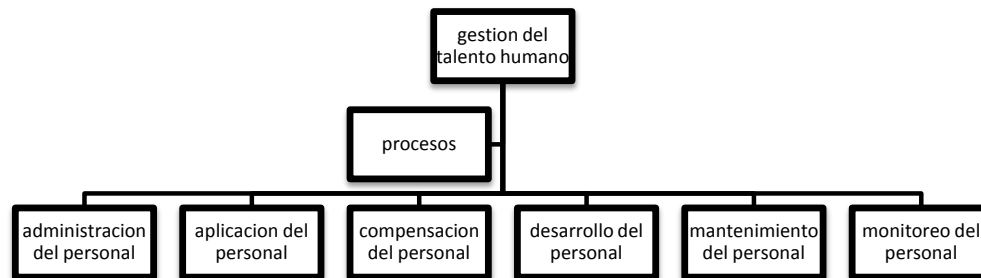 gestion del
talento humano
procesos
administracion
del personal
aplicacion del
personal
compensacion
del personal
desarrollo del
personal
mantenimiento
del personal
monitoreo del
personal